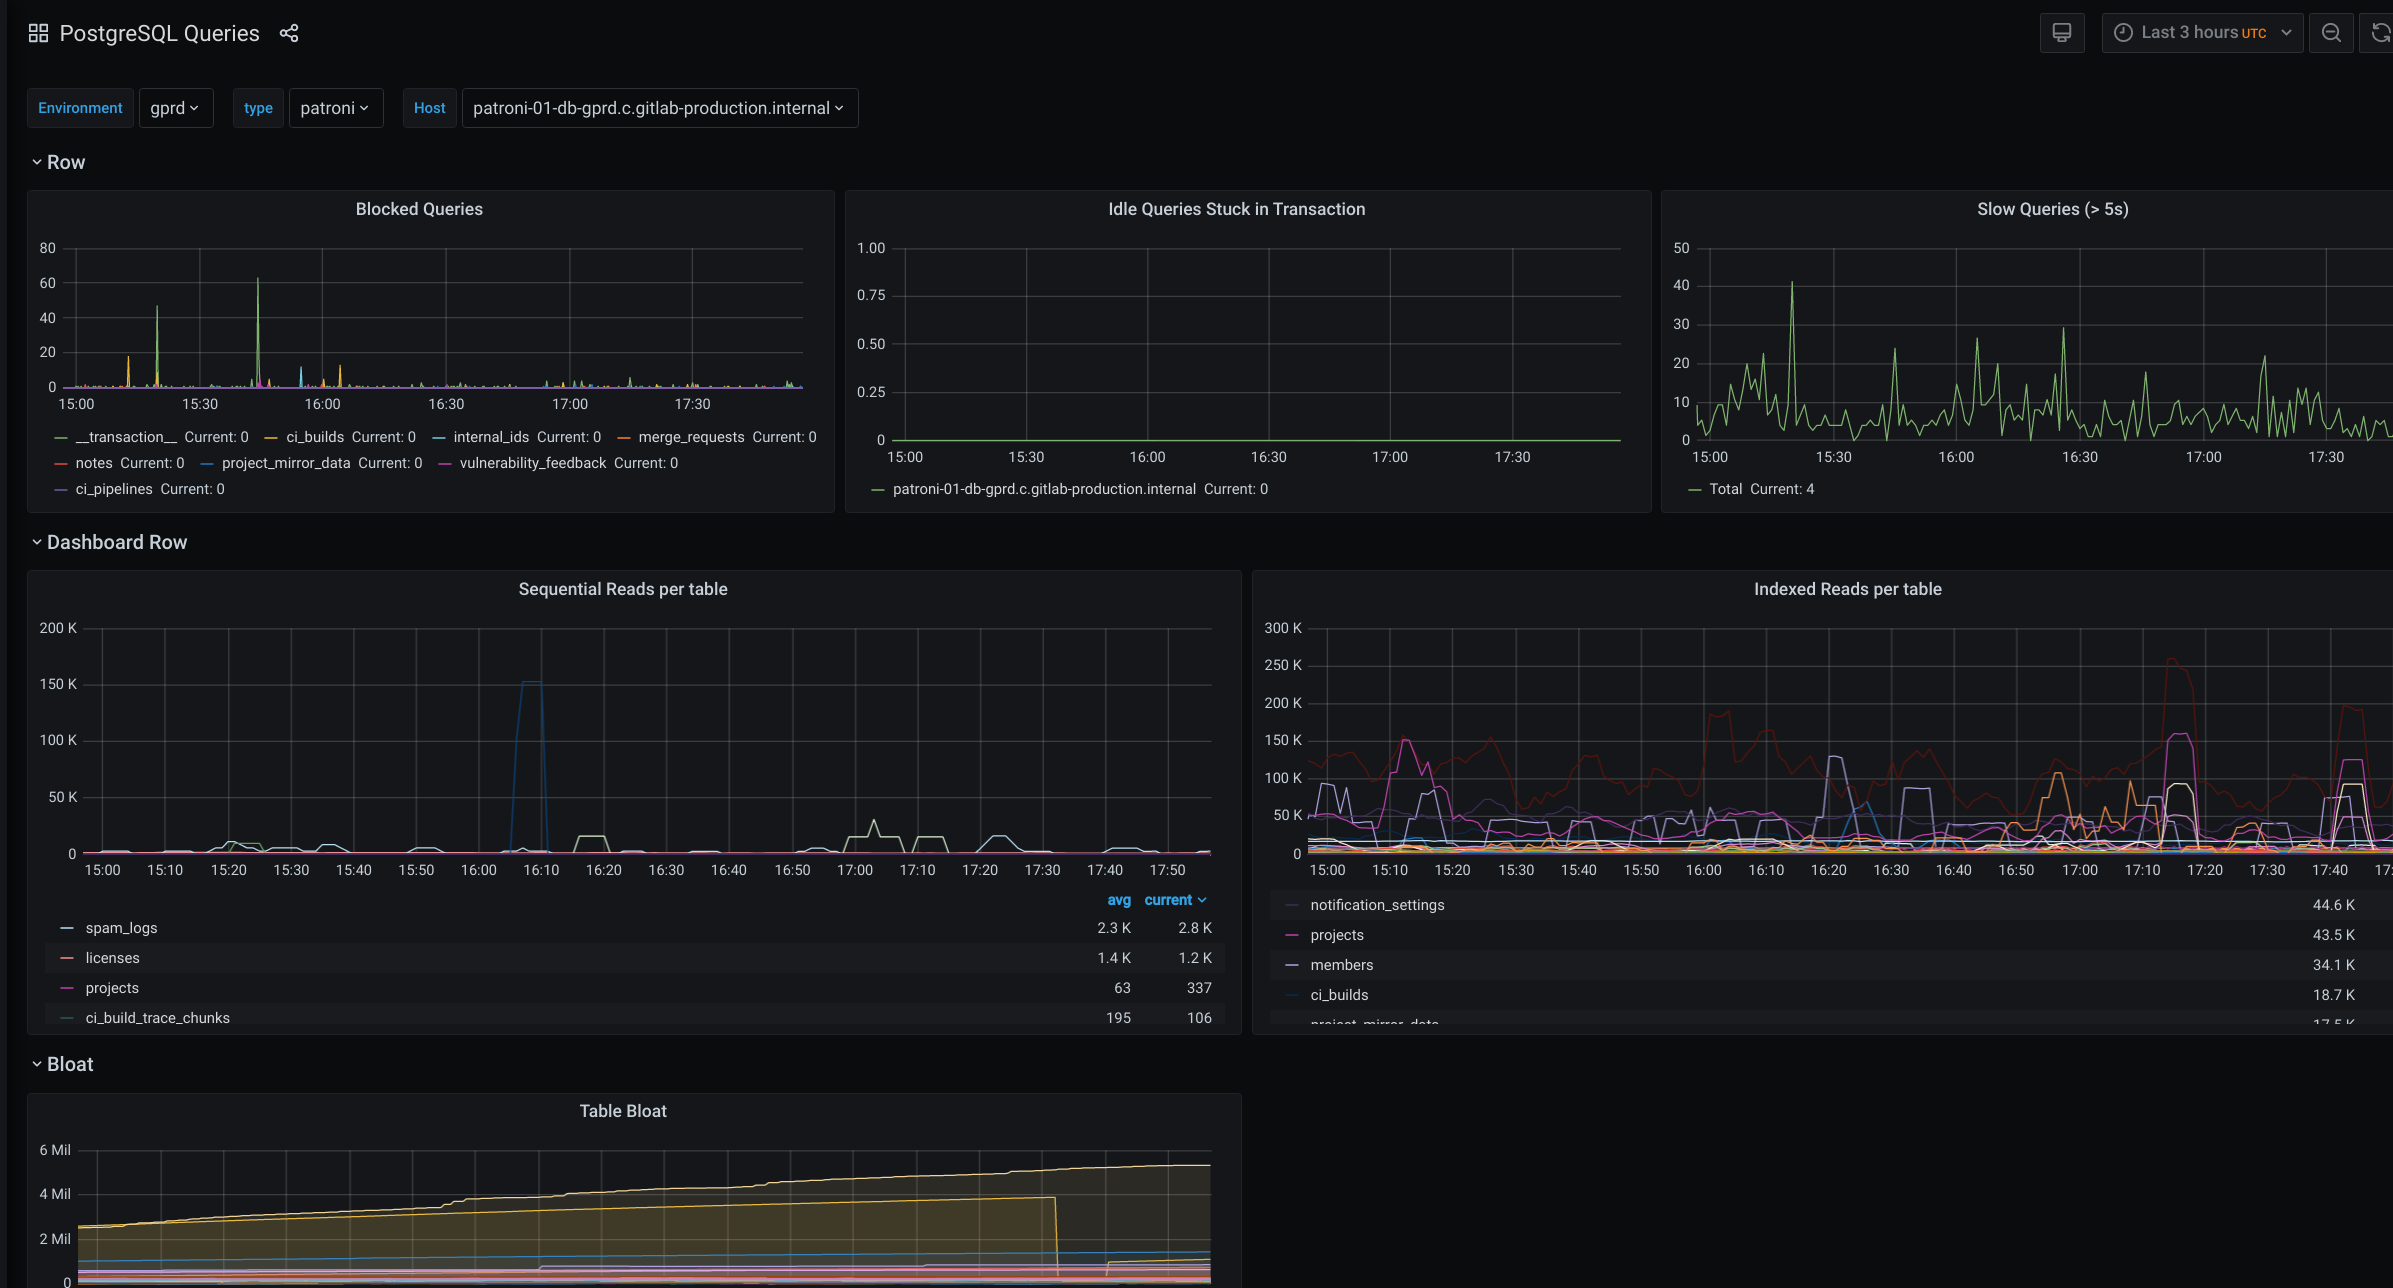 PostgreSQL Queries
Last 3 hours UTC
Environment gprd type patroni Host patroni-01-db-gprd.c.gitlab-production.internal
Row
Blocked Queries
80
60
40
20
0
15:00 15:30 16:00 16:30 17:00 17:30
__transaction__ Current: 0 ci_builds Current: 0 internal_ids Current: 0 merge_requests Current: 0
notes Current: 0 project_mirror_data Current: 0 vulnerability_feedback Current: 0
ci_pipelines Current: 0
Idle Queries Stuck in Transaction
1.00
0.75
0.50
0.25
0
15:00 15:30 16:00 16:30 17:00 17:30
patroni-01-db-gprd.c.gitlab-production.internal Current: 0
Slow Queries (> 5s)
50
40
30
20
10
0
15:00 15:30 16:00 16:30 17:00 17:30
Total Current: 4
Dashboard Row
Sequential Reads per table
200 K
150 K
100 K
50 K
0
15:00 15:10 15:20 15:30 15:40 15:50 16:00 16:10 16:20 16:30 16:40 16:50 17:00 17:10 17:20 17:30 17:40 17:50
avg current
spam_logs 2.3 K 2.8 K
licenses 1.4 K 1.2 K
projects 63 337
ci_build_trace_chunks 195 106
Indexed Reads per table
300 K
250 K
200 K
150 K
100 K
50 K
0
15:00 15:10 15:20 15:30 15:40 15:50 16:00 16:10 16:20 16:30 16:40 16:50 17:00 17:10 17:20 17:30 17:40
notification_settings 44.6 K
projects 43.5 K
members 34.1 K
ci_builds 18.7 K
project_mirror_data 17.5 K
Bloat
Table Bloat
6 Mil
4 Mil
2 Mil
0